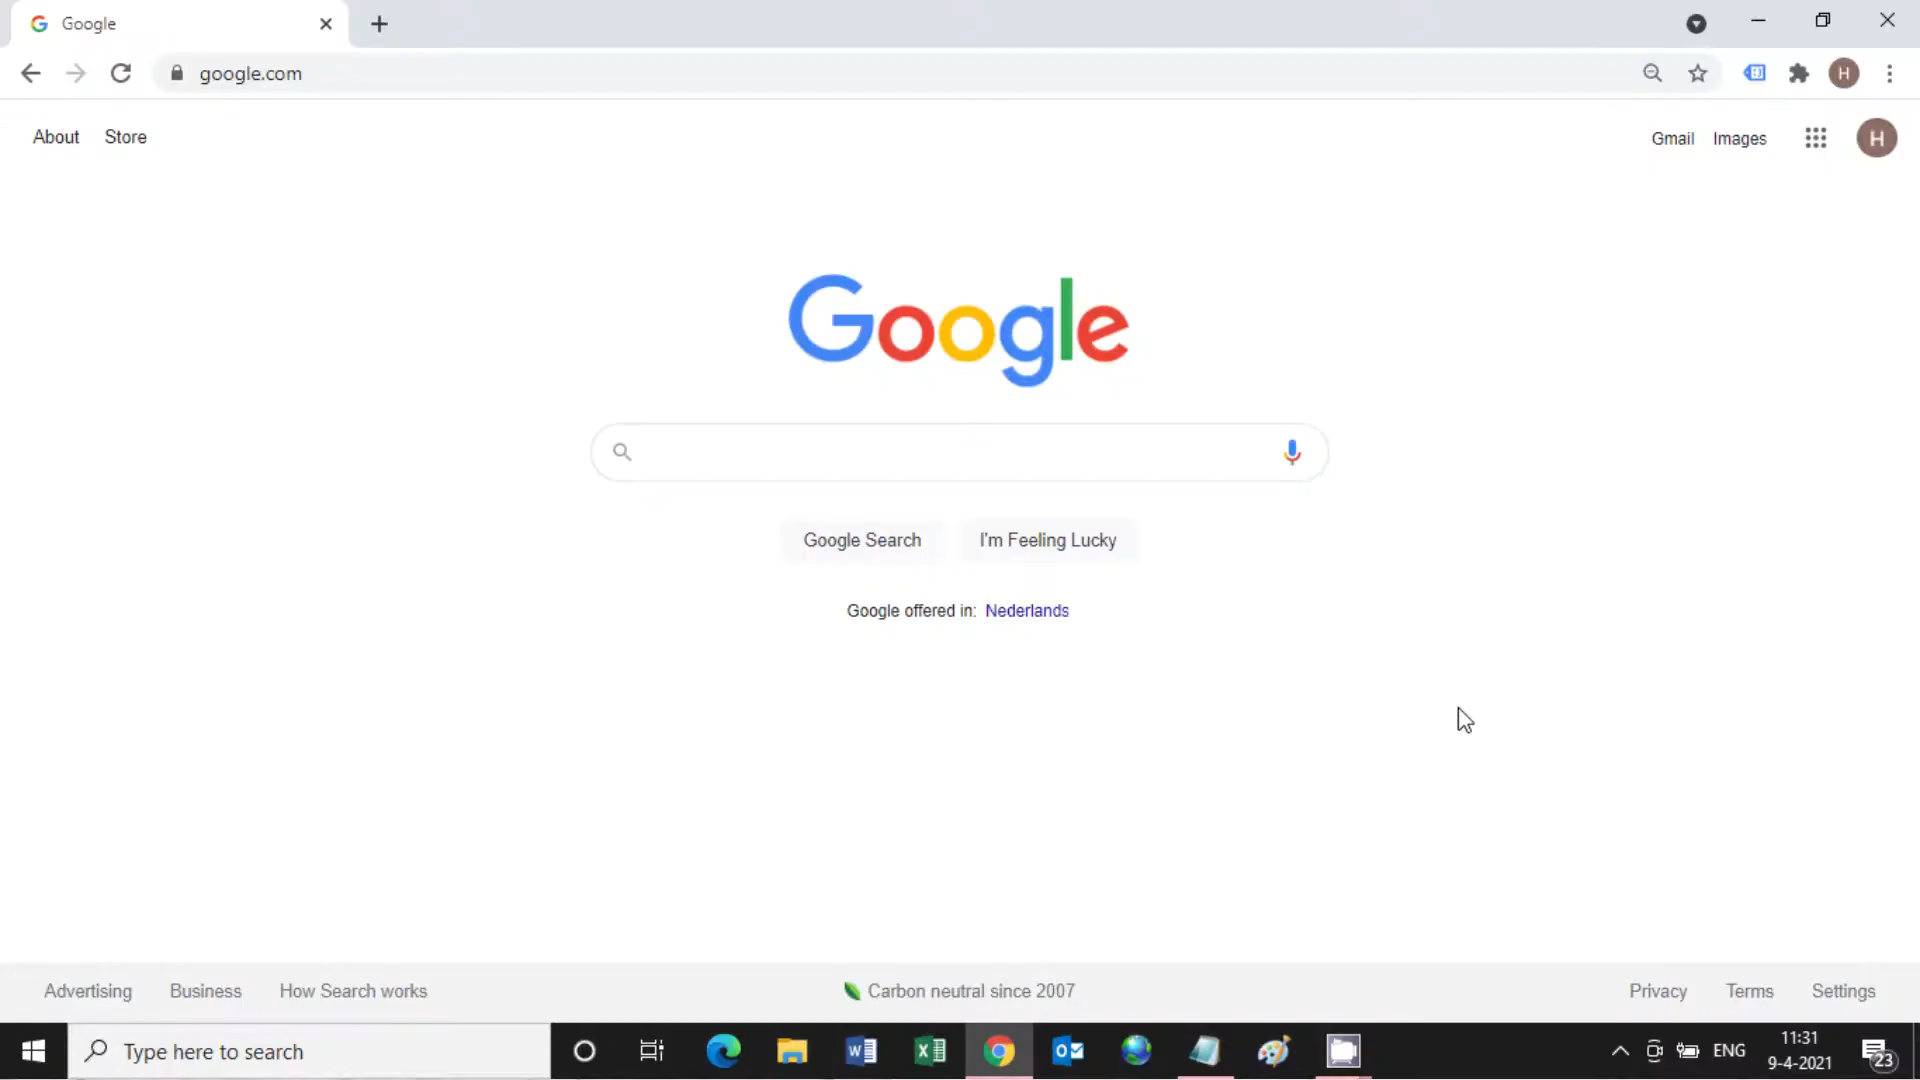 Google
google.com
About Store
Gmail Images H
Google
Google Search I'm Feeling Lucky
Google offered in: Nederlands
Advertising Business How Search works
Carbon neutral since 2007
Privacy Terms Settings
Type here to search
ENG
11:31
9-4-2021
23